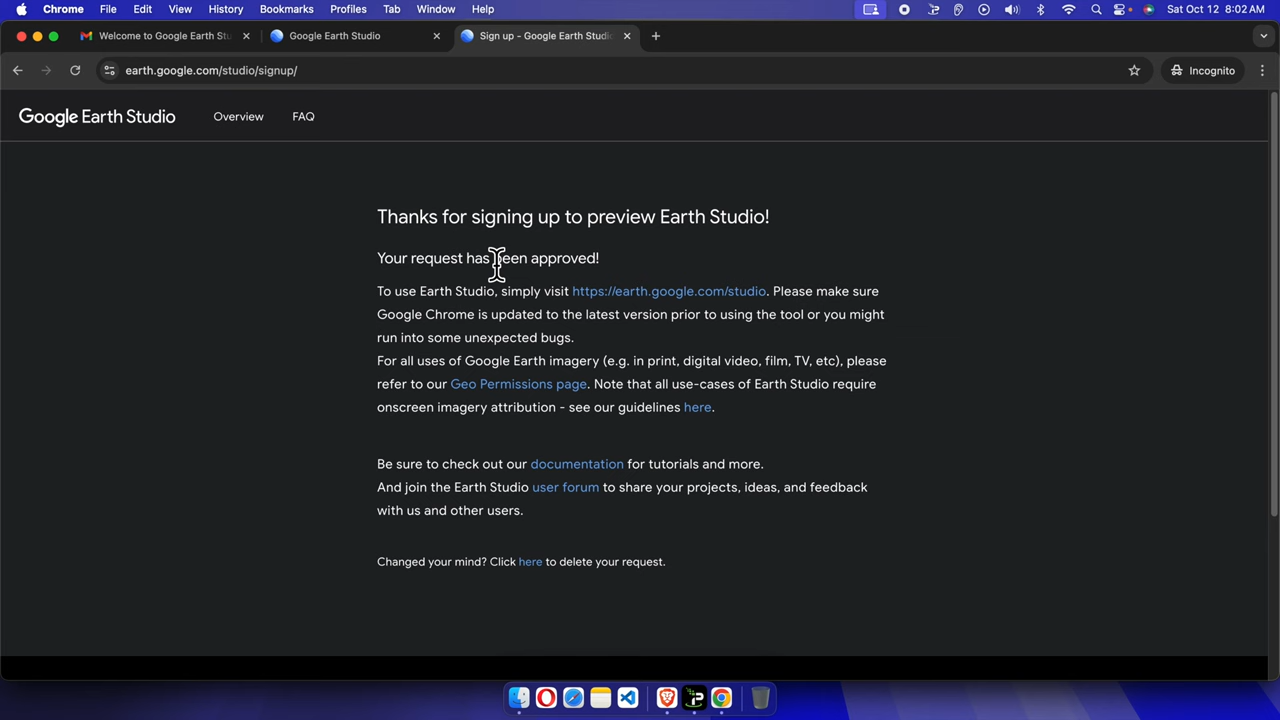 Chrome File Edit View History Bookmarks Profiles Tab Window Help Sat Oct 12 8:02 AM
Welcome to Google Earth Stu Google Earth Studio Sign up - Google Earth Studio
earth.google.com/studio/signup/ Incognito
Google Earth Studio Overview FAQ
Thanks for signing up to preview Earth Studio!
Your request has been approved!
To use Earth Studio, simply visit https://earth.google.com/studio. Please make sure
Google Chrome is updated to the latest version prior to using the tool or you might
run into some unexpected bugs.
For all uses of Google Earth imagery (e.g. in print, digital video, film, TV, etc), please
refer to our Geo Permissions page. Note that all use-cases of Earth Studio require
onscreen imagery attribution - see our guidelines here.
Be sure to check out our documentation for tutorials and more.
And join the Earth Studio user forum to share your projects, ideas, and feedback
with us and other users.
Changed your mind? Click here to delete your request.